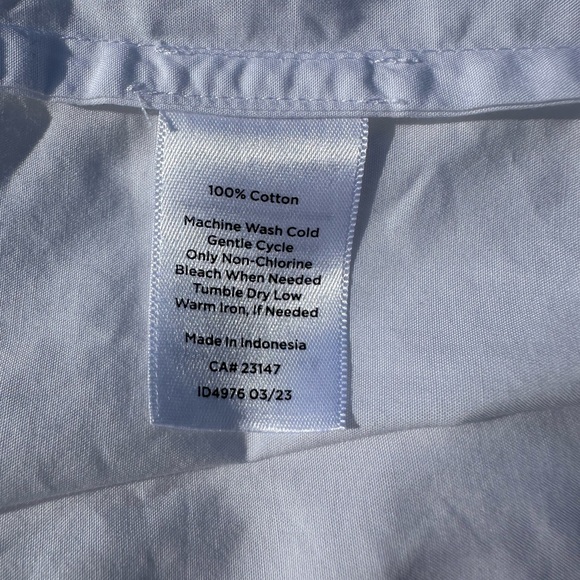 100% Cotton
Machine Wash Cold
Gentle Cycle
Only Non-Chlorine
Bleach When Needed
Tumble Dry Low
Warm Iron, if Needed
Made In Indonesia
CA# 23147
ID4976 03/23